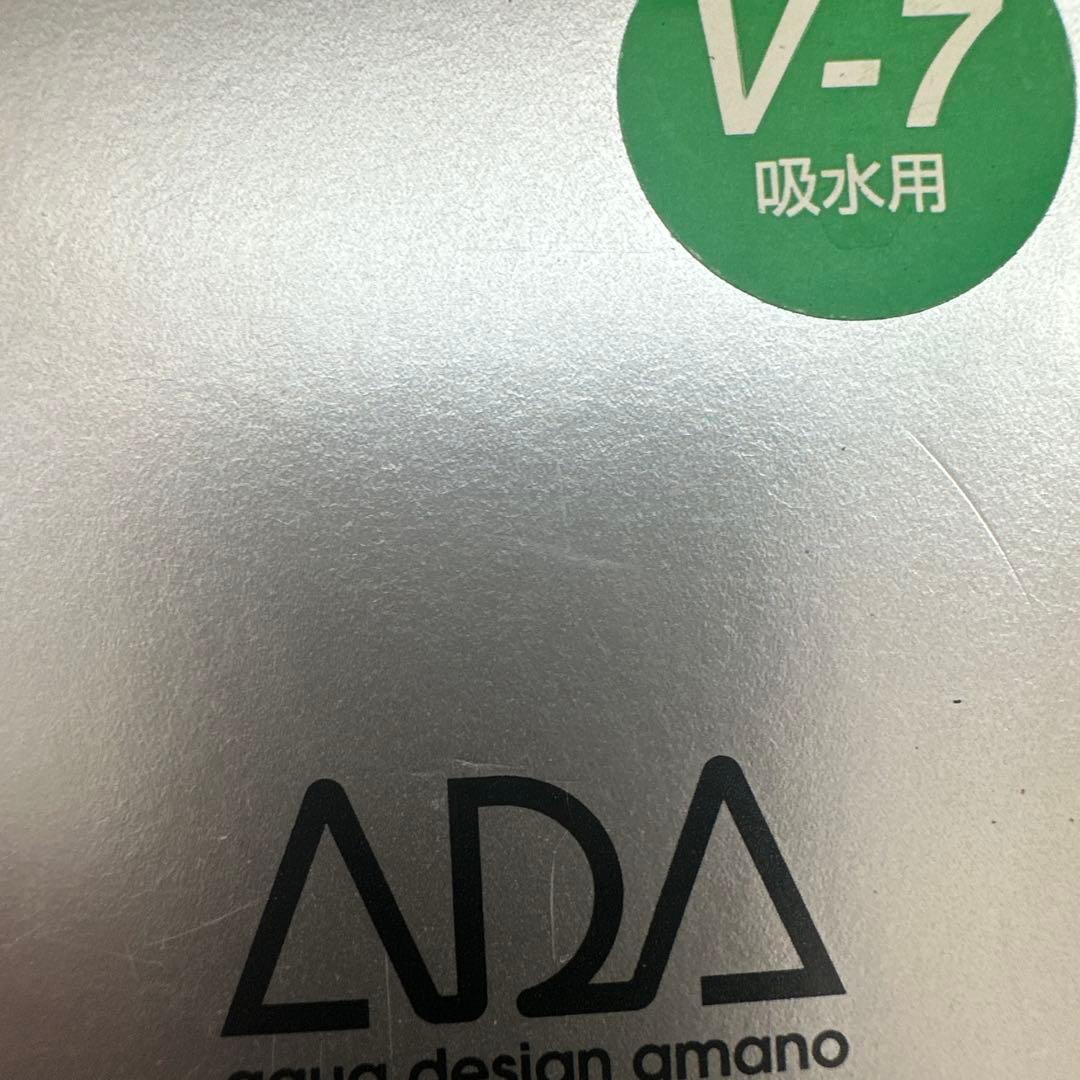 V-7
吸水用
ADA
aqua design amano